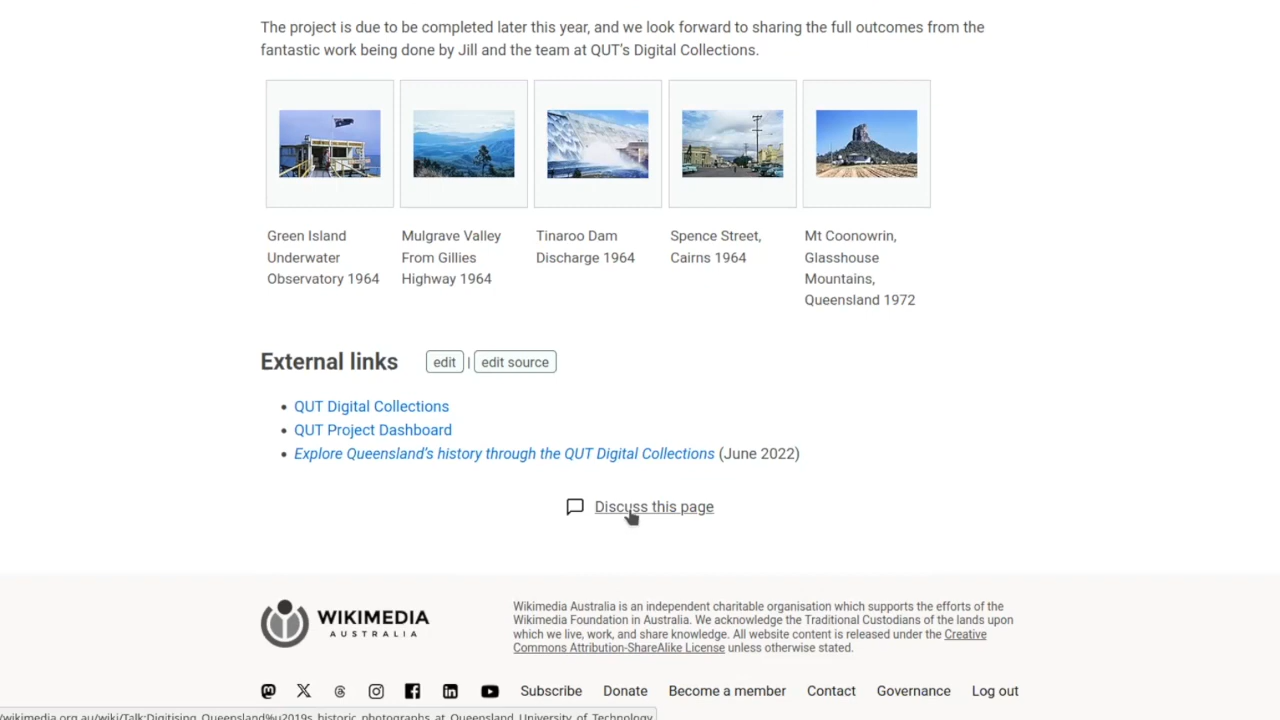 The project is due to be completed later this year, and we look forward to sharing the full outcomes from the
fantastic work being done by Jill and the team at QUT's Digital Collections.
Green Island
Underwater
Observatory 1964
Mulgrave Valley
From Gillies
Highway 1964
Tinaroo Dam
Discharge 1964
Spence Street,
Cairns 1964
Mt Coonowrin,
Glasshouse
Mountains,
Queensland 1972
External links edit | edit source
• QUT Digital Collections
• QUT Project Dashboard
• Explore Queensland’s history through the QUT Digital Collections (June 2022)
Discuss this page
WIKIMEDIA
AUSTRALIA
Wikimedia Australia is an independent charitable organisation which supports the efforts of the
Wikimedia Foundation in Australia. We acknowledge the Traditional Custodians of the lands upon
which we live, work, and share knowledge. All website content is released under the Creative
Commons Attribution-ShareAlike License unless otherwise stated.
Subscribe Donate Become a member Contact Governance Log out
/wikimedia.org.au/wiki/Talk:Digitising_Queensland%u2019s_historic_photographs_at_Queensland_University_of_Technology